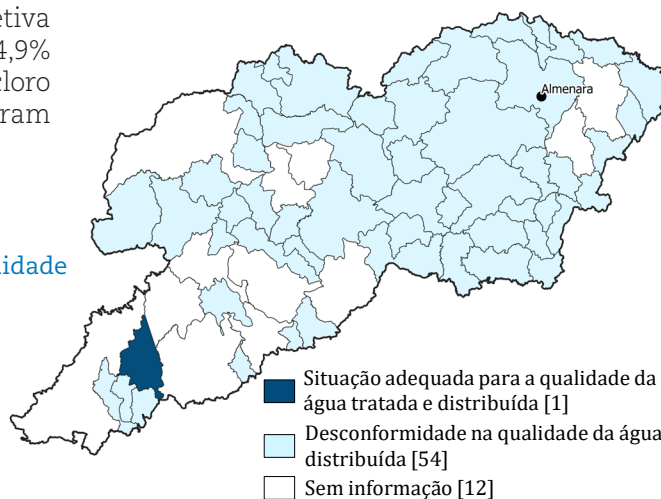 etiva
4,9%
cloro
ram
idade
Almenara
Situação adequada para a qualidade da
água tratada e distribuída [1]
Desconformidade na qualidade da água
distribuída [54]
Sem informação [12]